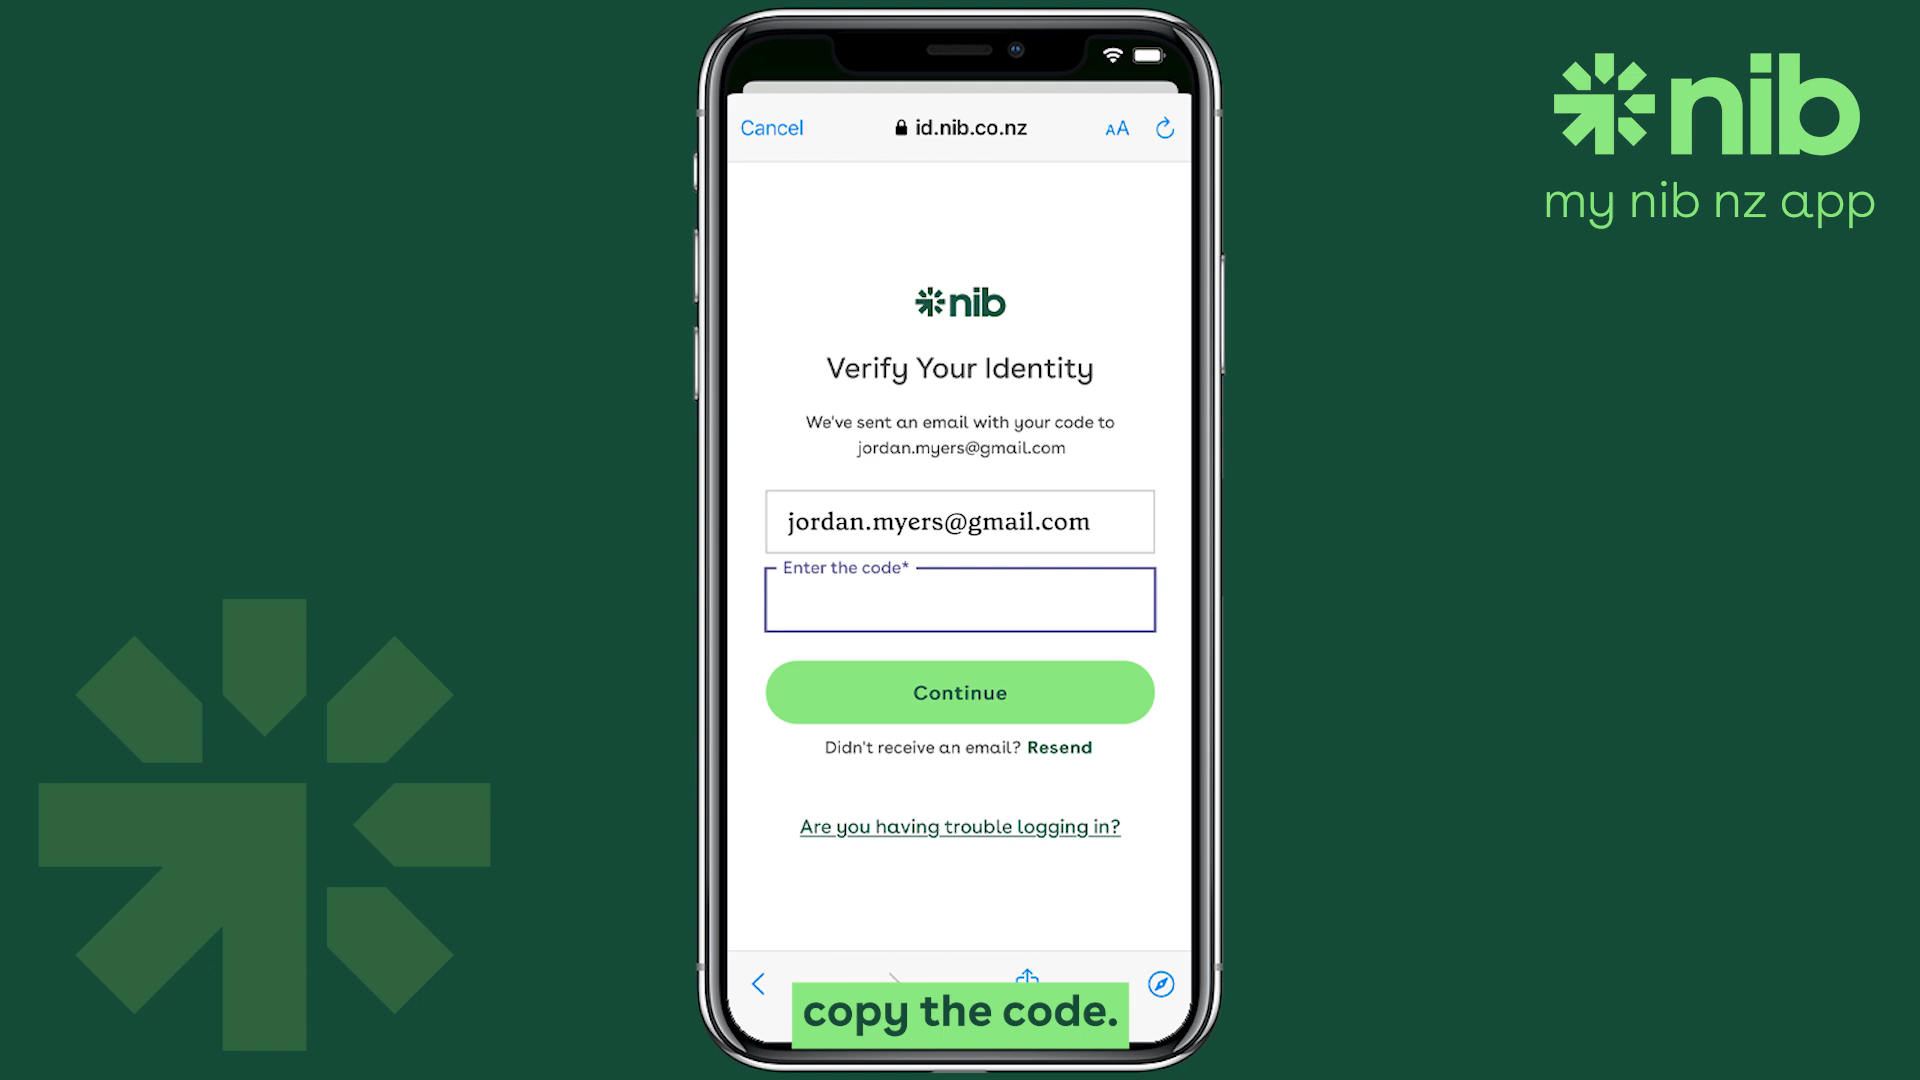 nib
my nib nz app
Cancel
id.nib.co.nz
AA
nib
Verify Your Identity
We've sent an email with your code to
jordan.myers@gmail.com
jordan.myers@gmail.com
Enter the code*
Continue
Didn't receive an email? Resend
Are you having trouble logging in?
copy the code.